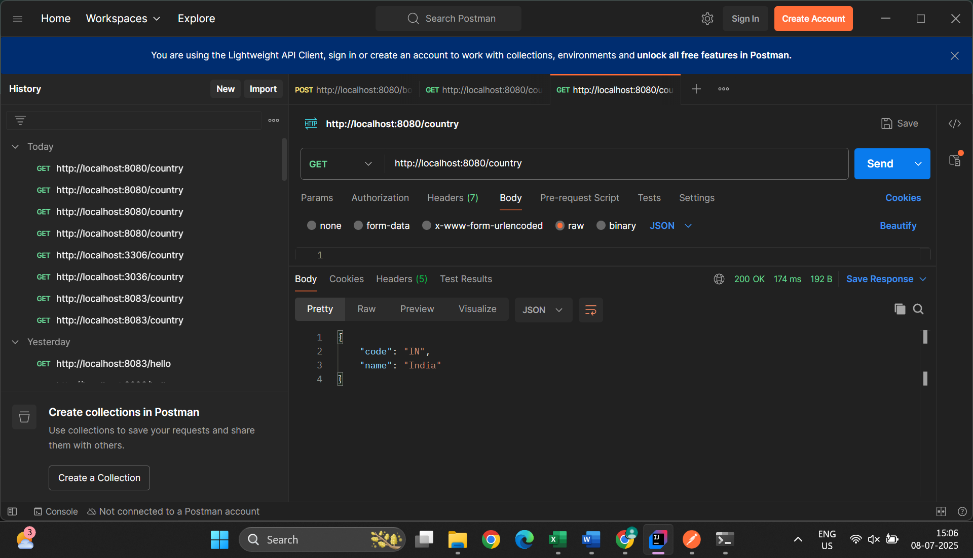 Home Workspaces Explore Search Postman Sign In Create Account
You are using the Lightweight API Client, sign in or create an account to work with collections, environments and unlock all free features in Postman.
History New Import
POST http://localhost:8080/bo GET http://localhost:8080/cou GET http://localhost:8080/cou
HTTP http://localhost:8080/country Save
Today
GET http://localhost:8080/country
GET http://localhost:8080/country
GET http://localhost:8080/country
GET http://localhost:8080/country
GET http://localhost:3306/country
GET http://localhost:3036/country
GET http://localhost:8083/country
GET http://localhost:8083/country
Yesterday
GET http://localhost:8083/hello
Create collections in Postman
Use collections to save your requests and share
them with others.
Create a Collection
GET http://localhost:8080/country Send
Params Authorization Headers (7) Body Pre-request Script Tests Settings Cookies
none form-data x-www-form-urlencoded raw binary JSON Beautify
1
Body Cookies Headers (5) Test Results 200 OK 174 ms 192 B Save Response
Pretty Raw Preview Visualize JSON
1 {
2 "code": "IN",
3 "name": "India"
4 }
Console Not connected to a Postman account
3 Search ENG 15:06
US 08-07-2025